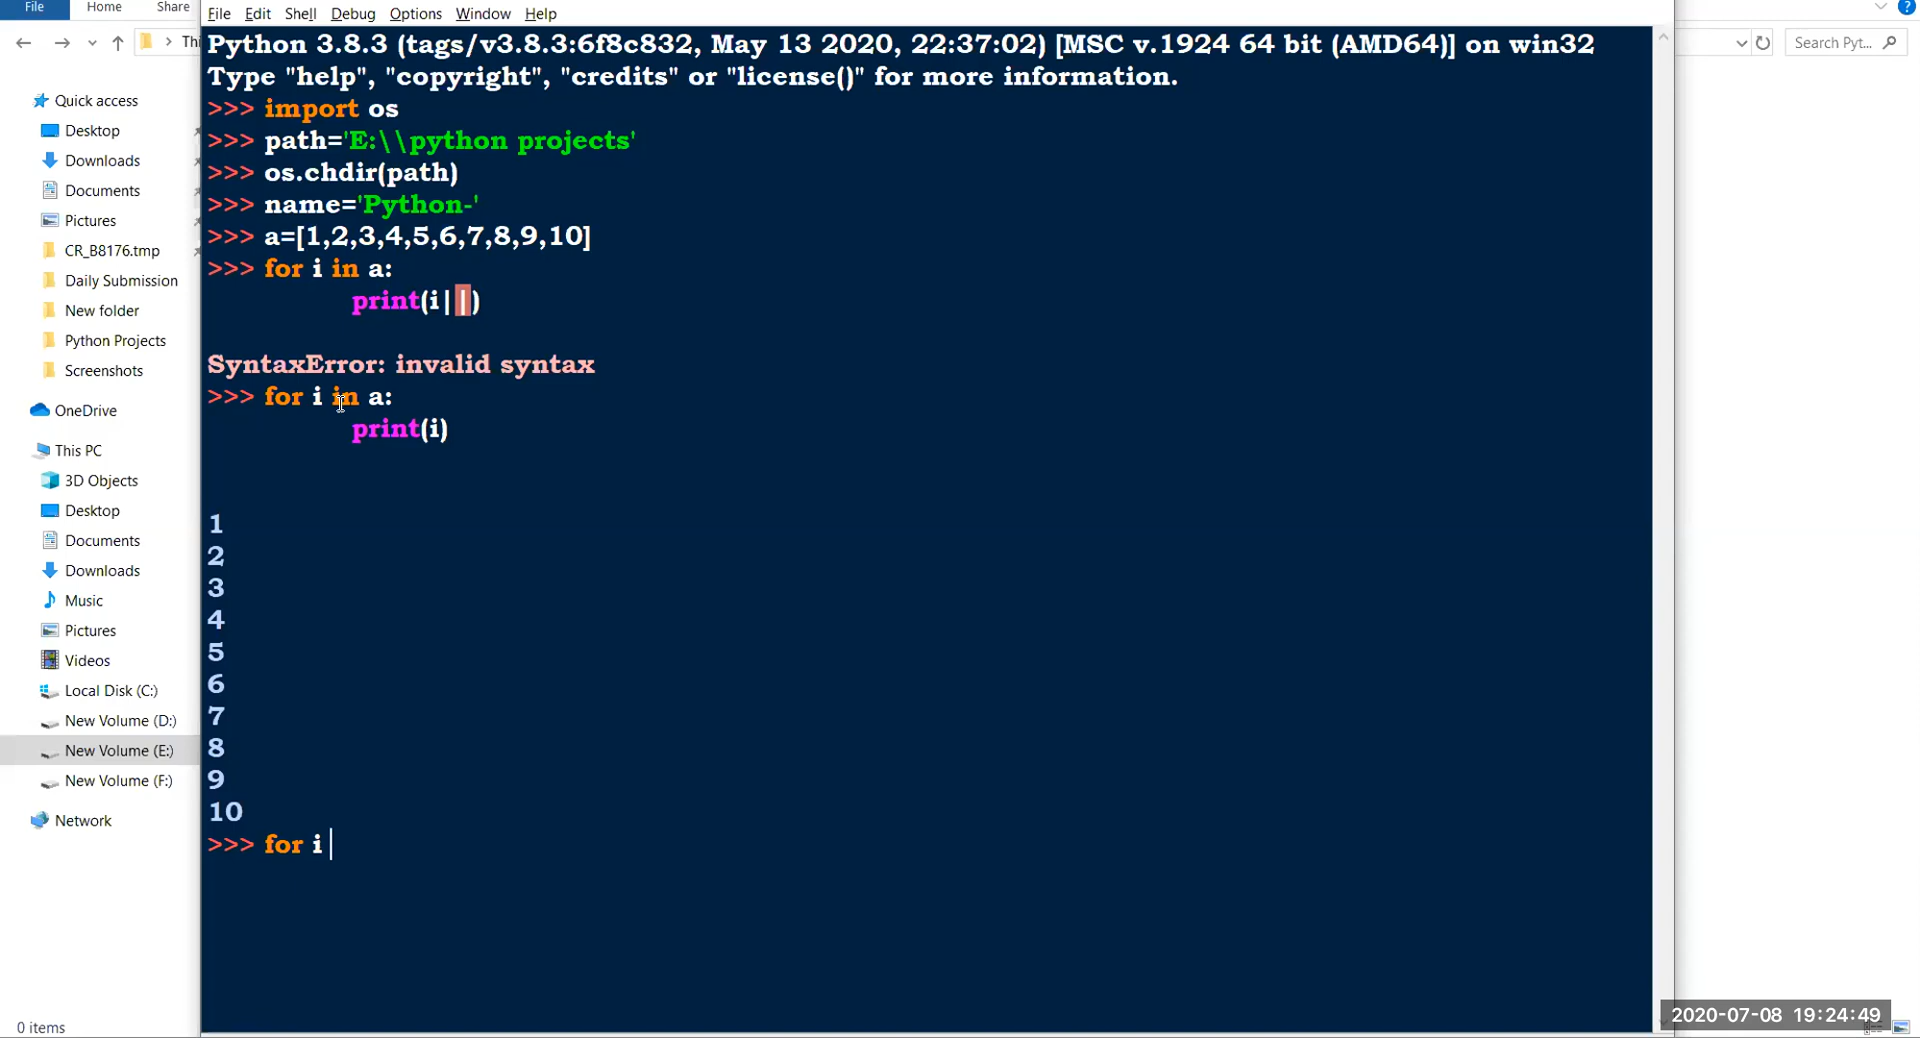 File Home Share
Thi
Quick access
Desktop
Downloads
Documents
Pictures
CR_B8176.tmp
Daily Submission
New folder
Python Projects
Screenshots
OneDrive
This PC
3D Objects
Desktop
Documents
Downloads
Music
Pictures
Videos
Local Disk (C:)
New Volume (D:)
New Volume (E:)
New Volume (F:)
Network
0 items
File Edit Shell Debug Options Window Help
Python 3.8.3 (tags/v3.8.3:6f8c832, May 13 2020, 22:37:02) [MSC v.1924 64 bit (AMD64)] on win32
Type "help", "copyright", "credits" or "license()" for more information.
>>> import os
>>> path='E:\\python projects'
>>> os.chdir(path)
>>> name='Python-'
>>> a=[1,2,3,4,5,6,7,8,9,10]
>>> for i in a:
print(i||)
SyntaxError: invalid syntax
>>> for i in a:
print(i)
1
2
3
4
5
6
7
8
9
10
>>> for i
Search Pyt...
2020-07-08 19:24:49